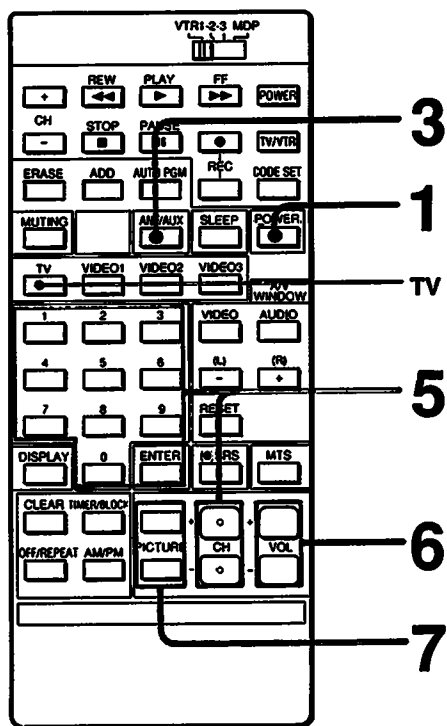 VTR1-2-3 MDP
REW PLAY FF
+ POWER
CH
- STOP PAUSE TV/VTR
REC
ERASE ADD AUTO PGM CODE SET
3
MUTING ANT/AUX SLEEP POWER
1
TV VIDEO1 VIDEO2 VIDEO3
TV
A/V
WINDOW
1 2 3 VIDEO AUDIO
4 5 6 (L) (R)
- +
5
7 8 9 RESET
DISPLAY 0 ENTER (●)SRS MTS
CLEAR TIMER/BLOCK
+ +
OFF/REPEAT AM/PM PICTURE CH VOL
- -
6
7